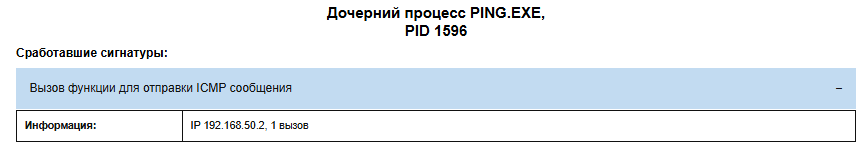 Дочерний процесс PING.EXE,
PID 1596
Сработавшие сигнатуры:
Вызов функции для отправки ICMP сообщения –
Информация: IP 192.168.50.2, 1 вызов